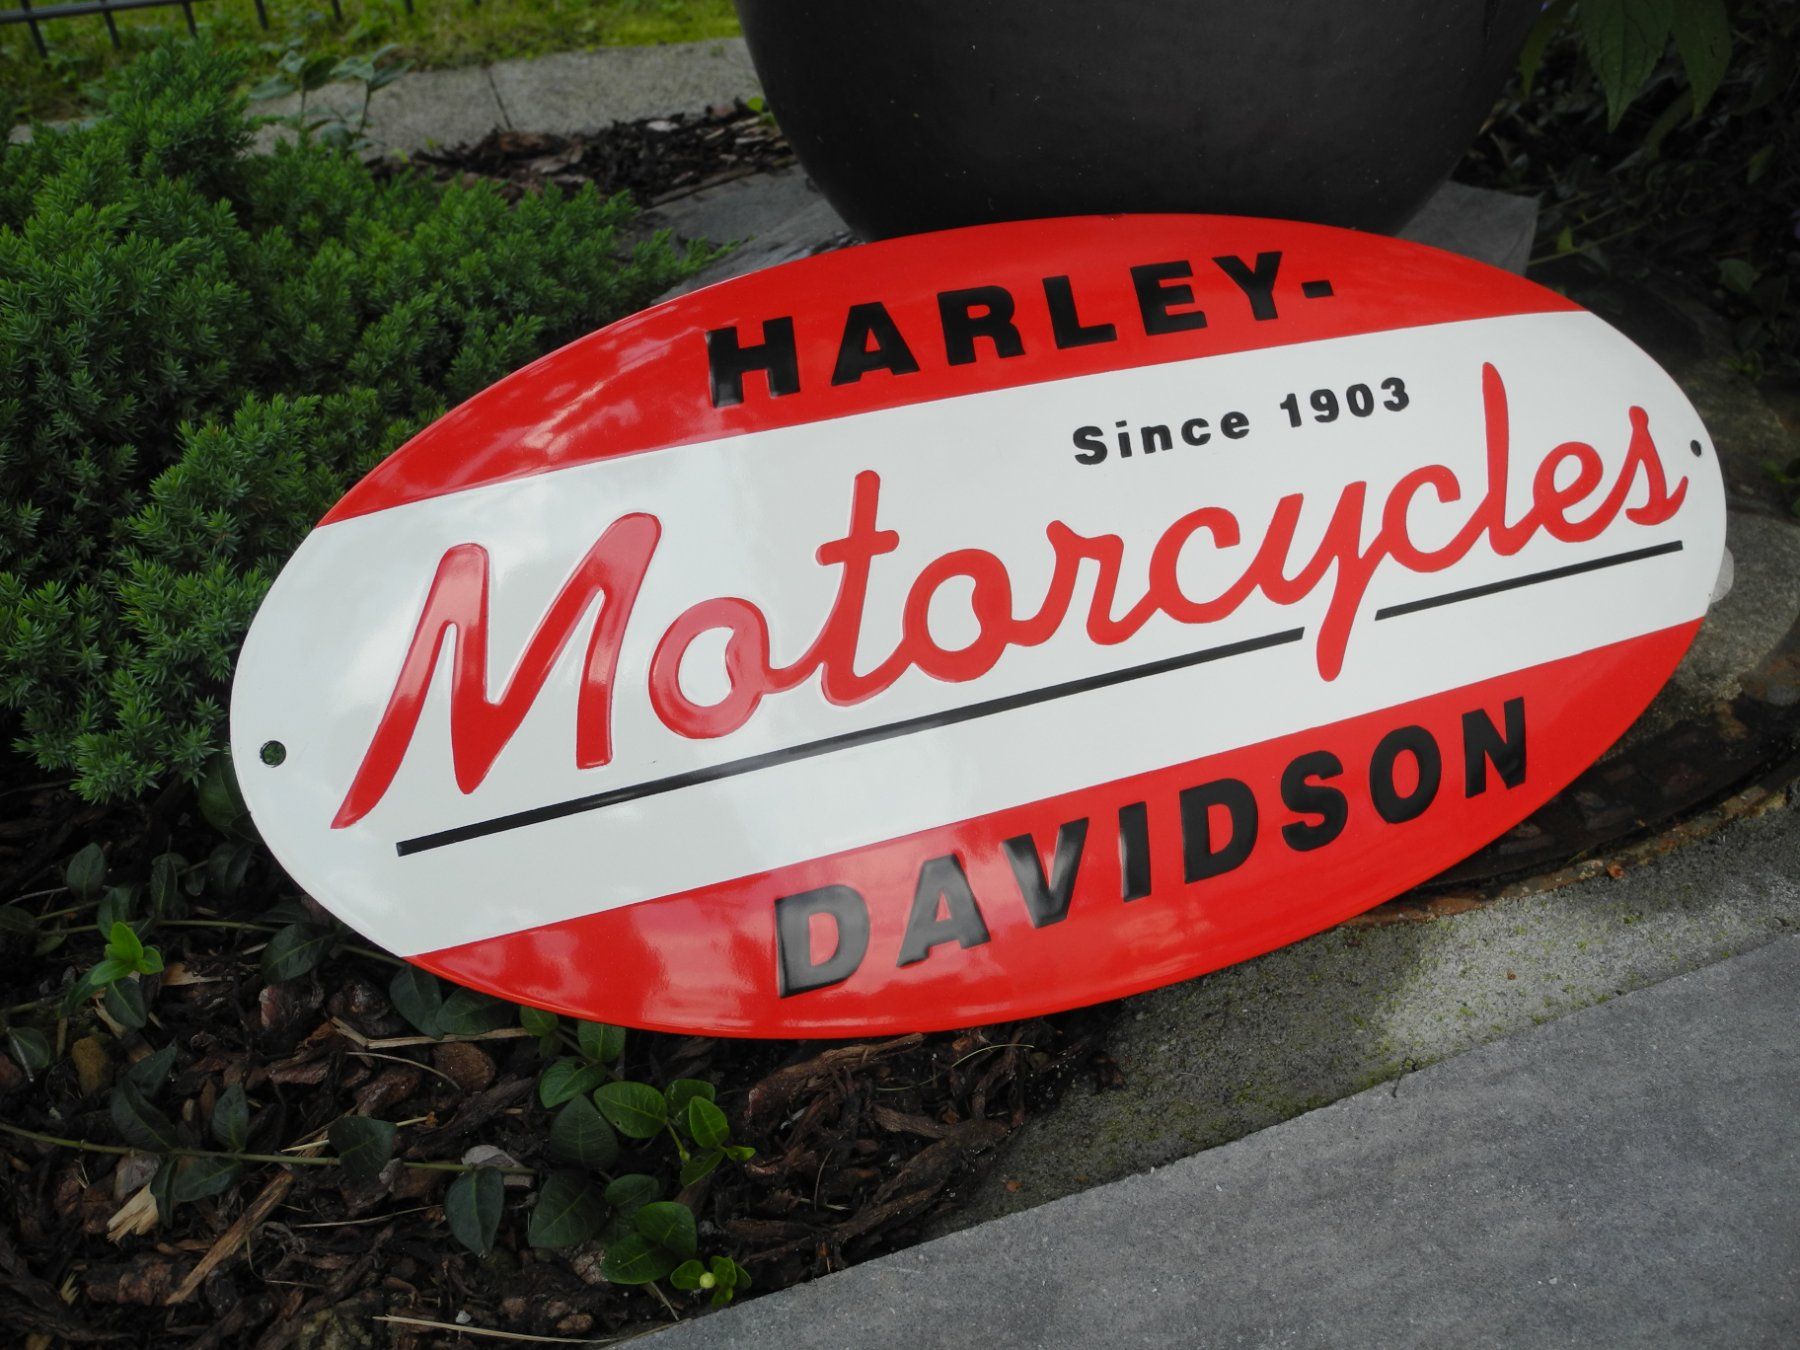 HARLEY-
Since 1903
Motorcycles
DAVIDSON